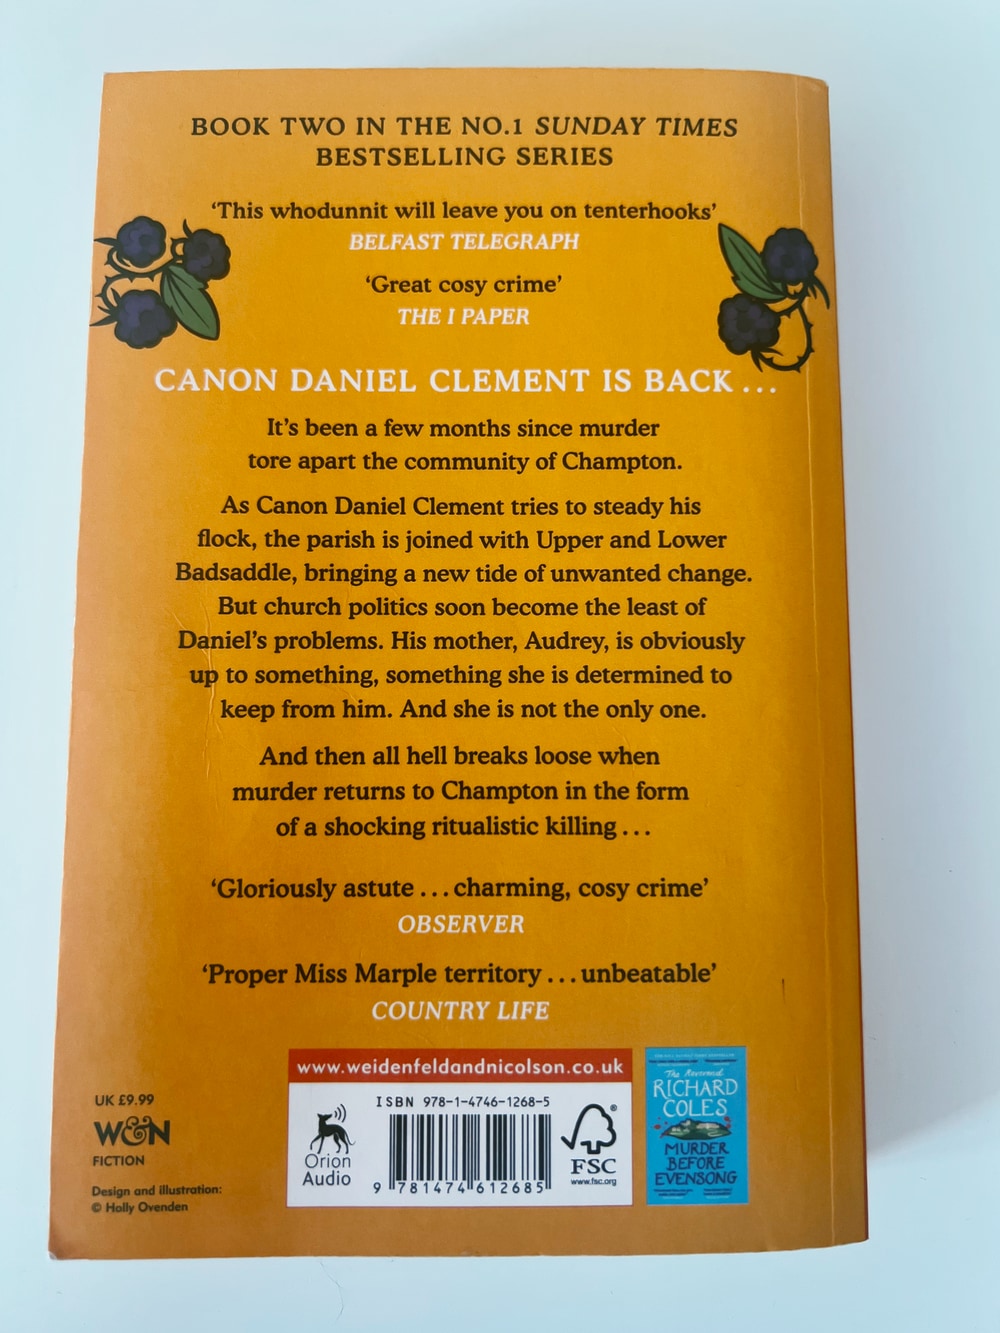 BOOK TWO IN THE NO.1 SUNDAY TIMES
BESTSELLING SERIES
‘This whodunnit will leave you on tenterhooks’
BELFAST TELEGRAPH
‘Great cosy crime’
THE I PAPER
CANON DANIEL CLEMENT IS BACK ...
It’s been a few months since murder
tore apart the community of Champton.
As Canon Daniel Clement tries to steady his
flock, the parish is joined with Upper and Lower
Badsaddle, bringing a new tide of unwanted change.
But church politics soon become the least of
Daniel’s problems. His mother, Audrey, is obviously
up to something, something she is determined to
keep from him. And she is not the only one.
And then all hell breaks loose when
murder returns to Champton in the form
of a shocking ritualistic killing ...
‘Gloriously astute ... charming, cosy crime’
OBSERVER
‘Proper Miss Marple territory ... unbeatable’
COUNTRY LIFE
UK £9.99
W&N
FICTION
Design and illustration:
© Holly Ovenden
www.weidenfeldandnicolson.co.uk
ISBN 978-1-4746-1268-5
Orion
Audio
9 781474 612685
FSC
www.fsc.org
The Reverend
RICHARD
COLES
MURDER
BEFORE
EVENSONG